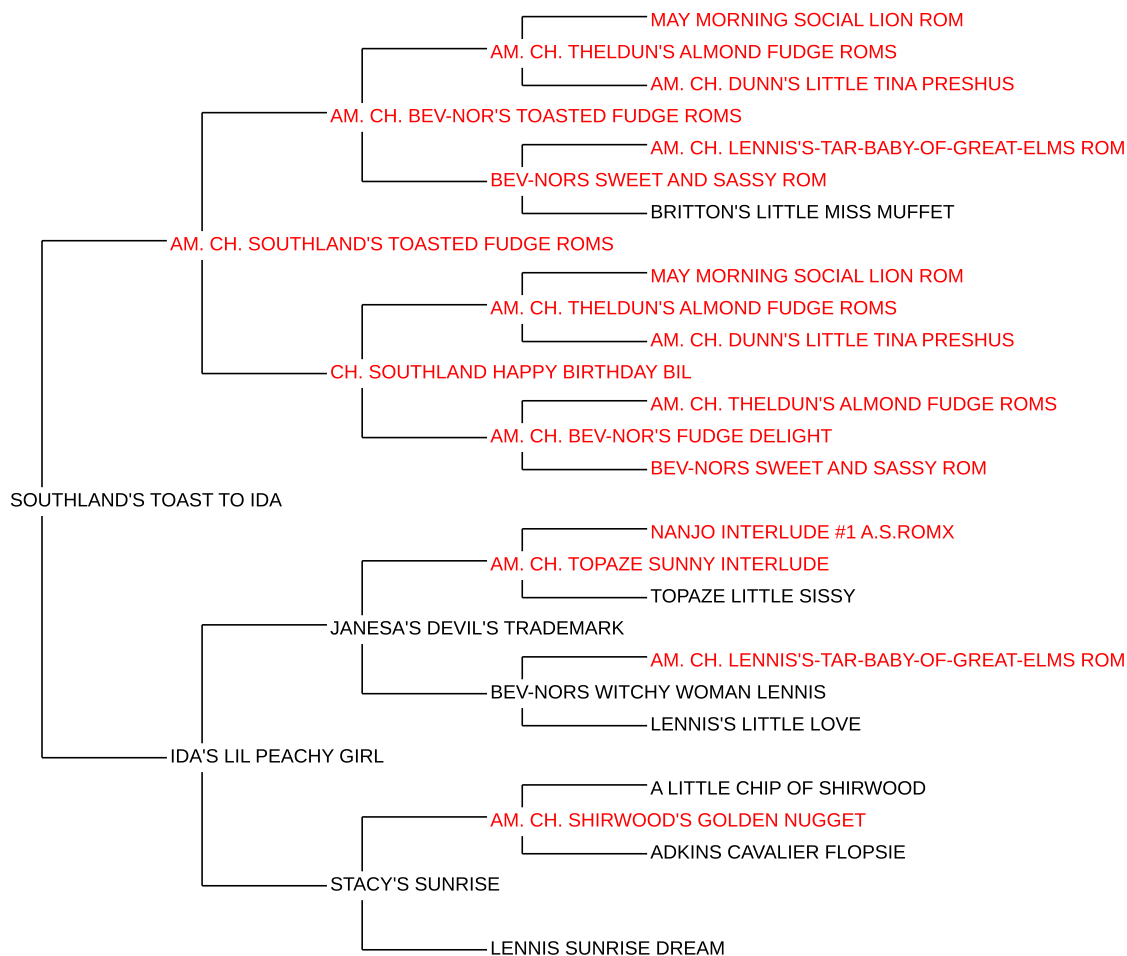 MAY MORNING SOCIAL LION ROM
AM. CH. THELDUN'S ALMOND FUDGE ROMS
AM. CH. DUNN'S LITTLE TINA PRESHUS
AM. CH. BEV-NOR'S TOASTED FUDGE ROMS
AM. CH. LENNIS'S-TAR-BABY-OF-GREAT-ELMS ROM
BEV-NORS SWEET AND SASSY ROM
BRITTON'S LITTLE MISS MUFFET
AM. CH. SOUTHLAND'S TOASTED FUDGE ROMS
MAY MORNING SOCIAL LION ROM
AM. CH. THELDUN'S ALMOND FUDGE ROMS
AM. CH. DUNN'S LITTLE TINA PRESHUS
CH. SOUTHLAND HAPPY BIRTHDAY BIL
AM. CH. THELDUN'S ALMOND FUDGE ROMS
AM. CH. BEV-NOR'S FUDGE DELIGHT
BEV-NORS SWEET AND SASSY ROM
SOUTHLAND'S TOAST TO IDA
NANJO INTERLUDE #1 A.S.ROMX
AM. CH. TOPAZE SUNNY INTERLUDE
TOPAZE LITTLE SISSY
JANESA'S DEVIL'S TRADEMARK
AM. CH. LENNIS'S-TAR-BABY-OF-GREAT-ELMS ROM
BEV-NORS WITCHY WOMAN LENNIS
LENNIS'S LITTLE LOVE
IDA'S LIL PEACHY GIRL
A LITTLE CHIP OF SHIRWOOD
AM. CH. SHIRWOOD'S GOLDEN NUGGET
ADKINS CAVALIER FLOPSIE
STACY'S SUNRISE
LENNIS SUNRISE DREAM